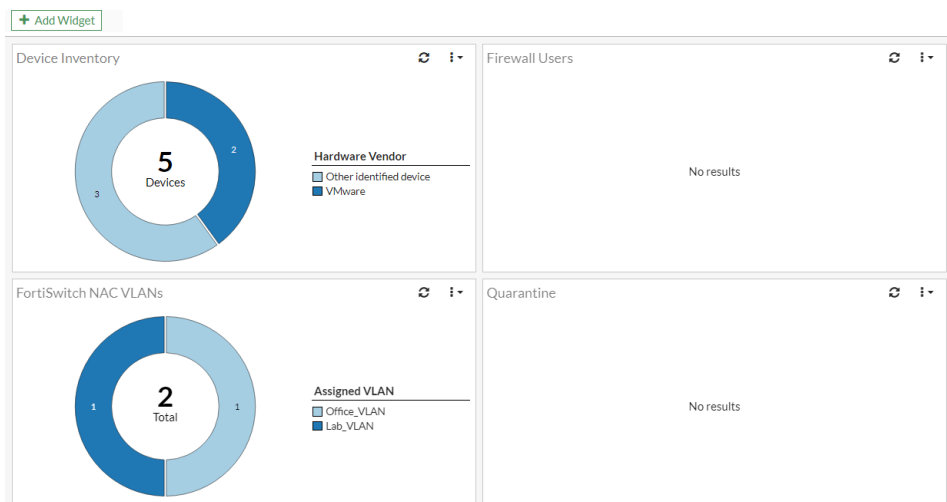 + Add Widget
Device Inventory
2
5
Devices
3
Hardware Vendor
Other identified device
VMware
Firewall Users
No results
FortiSwitch NAC VLANs
1
2
Total
1
Assigned VLAN
Office_VLAN
Lab_VLAN
Quarantine
No results